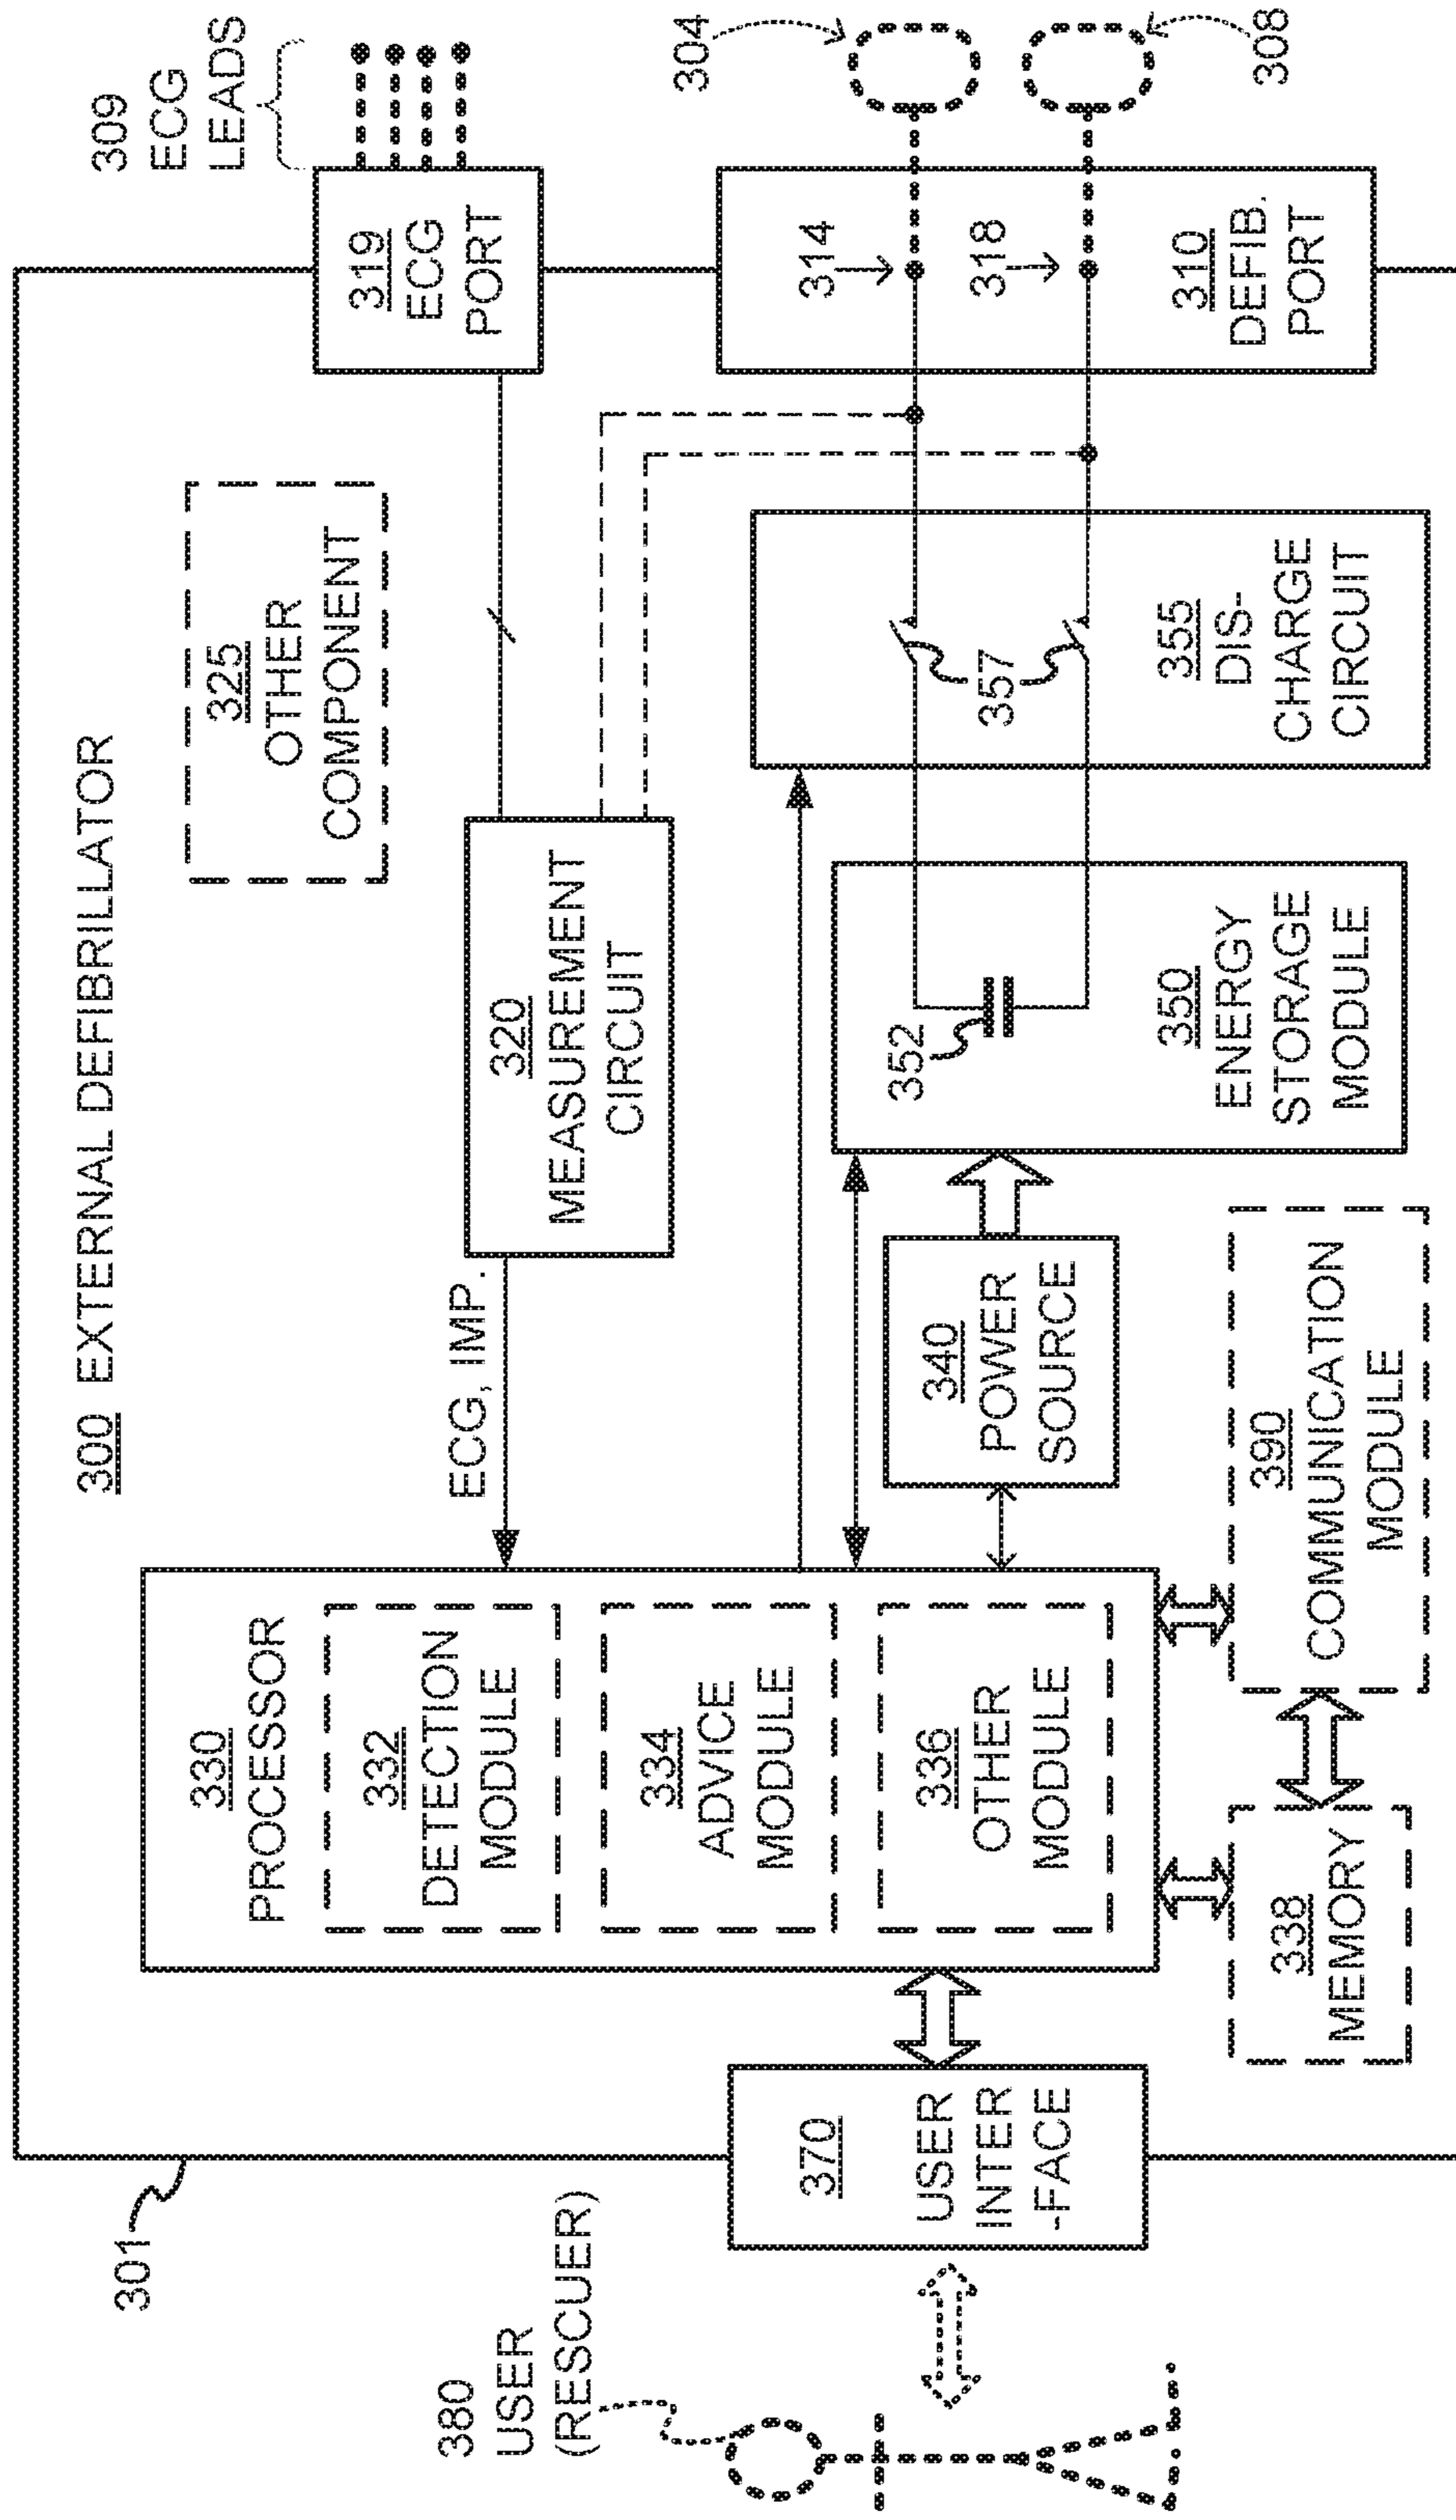 300 EXTERNAL DEFIBRILLATOR
301
380
USER
(RESCUER)
370
USER
INTER
-FACE
330
PROCESSOR
332
DETECTION
MODULE
334
ADVICE
MODULE
336
OTHER
MODULE
338
MEMORY
390
COMMUNICATION
MODULE
ECG, IMP.
340
POWER
SOURCE
320
MEASUREMENT
CIRCUIT
325
OTHER
COMPONENT
352
350
ENERGY
STORAGE
MODULE
357
355
DIS-
CHARGE
CIRCUIT
319
ECG
PORT
309
ECG
LEADS
314
318
310
DEFIB.
PORT
304
308